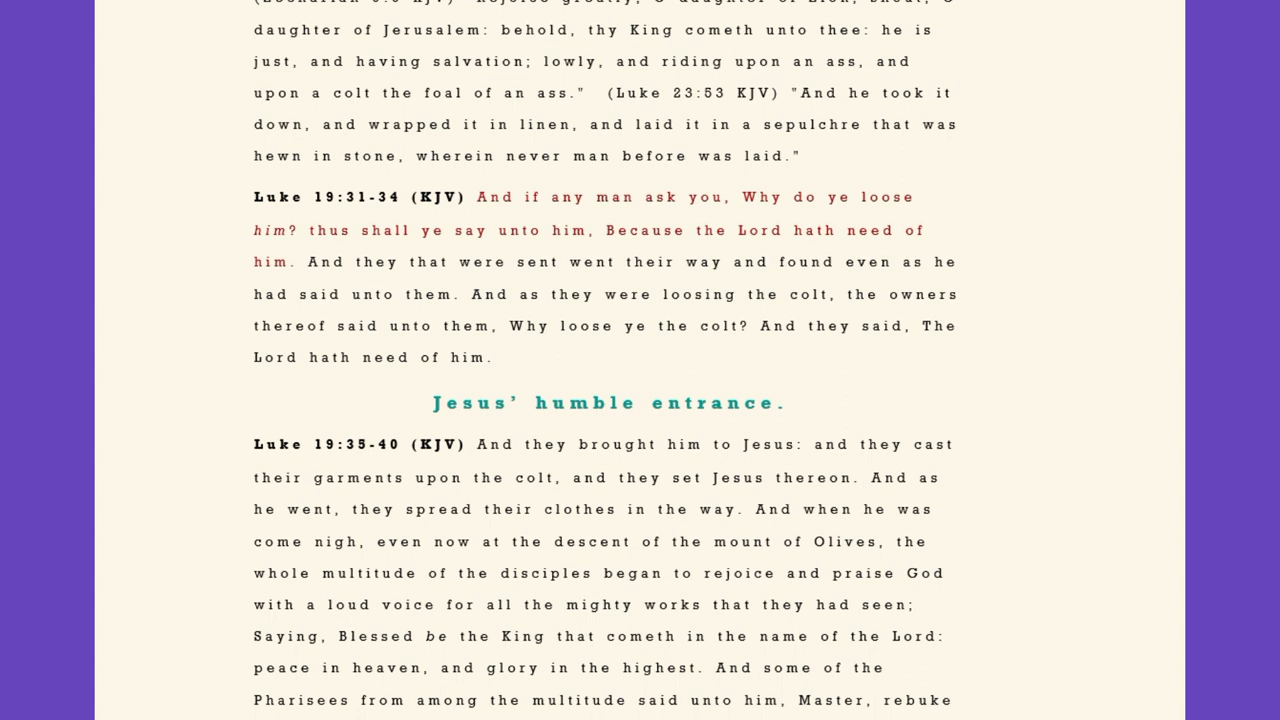 daughter of Jerusalem: behold, thy King cometh unto thee: he is
just, and having salvation; lowly, and riding upon an ass, and
upon a colt the foal of an ass." (Luke 23:53 KJV) "And he took it
down, and wrapped it in linen, and laid it in a sepulchre that was
hewn in stone, wherein never man before was laid."
Luke 19:31-34 (KJV) And if any man ask you, Why do ye loose
him? thus shall ye say unto him, Because the Lord hath need of
him. And they that were sent went their way and found even as he
had said unto them. And as they were loosing the colt, the owners
thereof said unto them, Why loose ye the colt? And they said, The
Lord hath need of him.
Jesus’ humble entrance.
Luke 19:35-40 (KJV) And they brought him to Jesus: and they cast
their garments upon the colt, and they set Jesus thereon. And as
he went, they spread their clothes in the way. And when he was
come nigh, even now at the descent of the mount of Olives, the
whole multitude of the disciples began to rejoice and praise God
with a loud voice for all the mighty works that they had seen;
Saying, Blessed be the King that cometh in the name of the Lord:
peace in heaven, and glory in the highest. And some of the
Pharisees from among the multitude said unto him, Master, rebuke